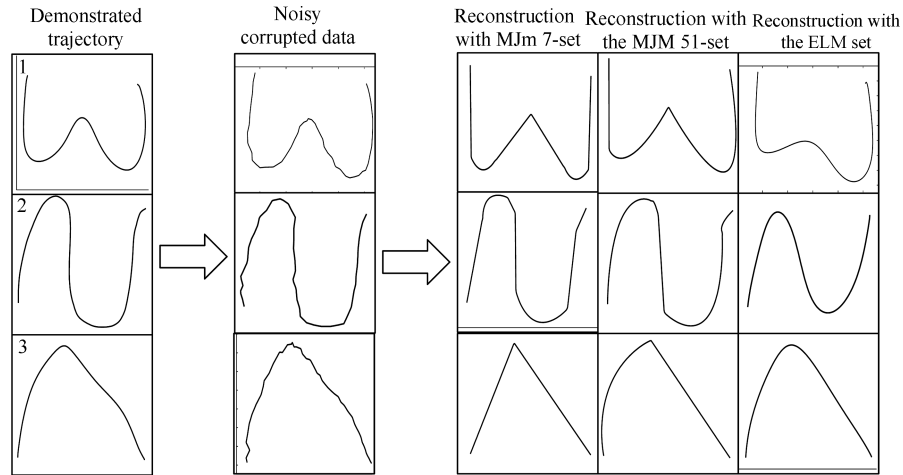 Demonstrated
trajectory
Noisy
corrupted data
Reconstruction
with MJm 7-set
Reconstruction with
the MJM 51-set
Reconstruction with
the ELM set
1
2
3